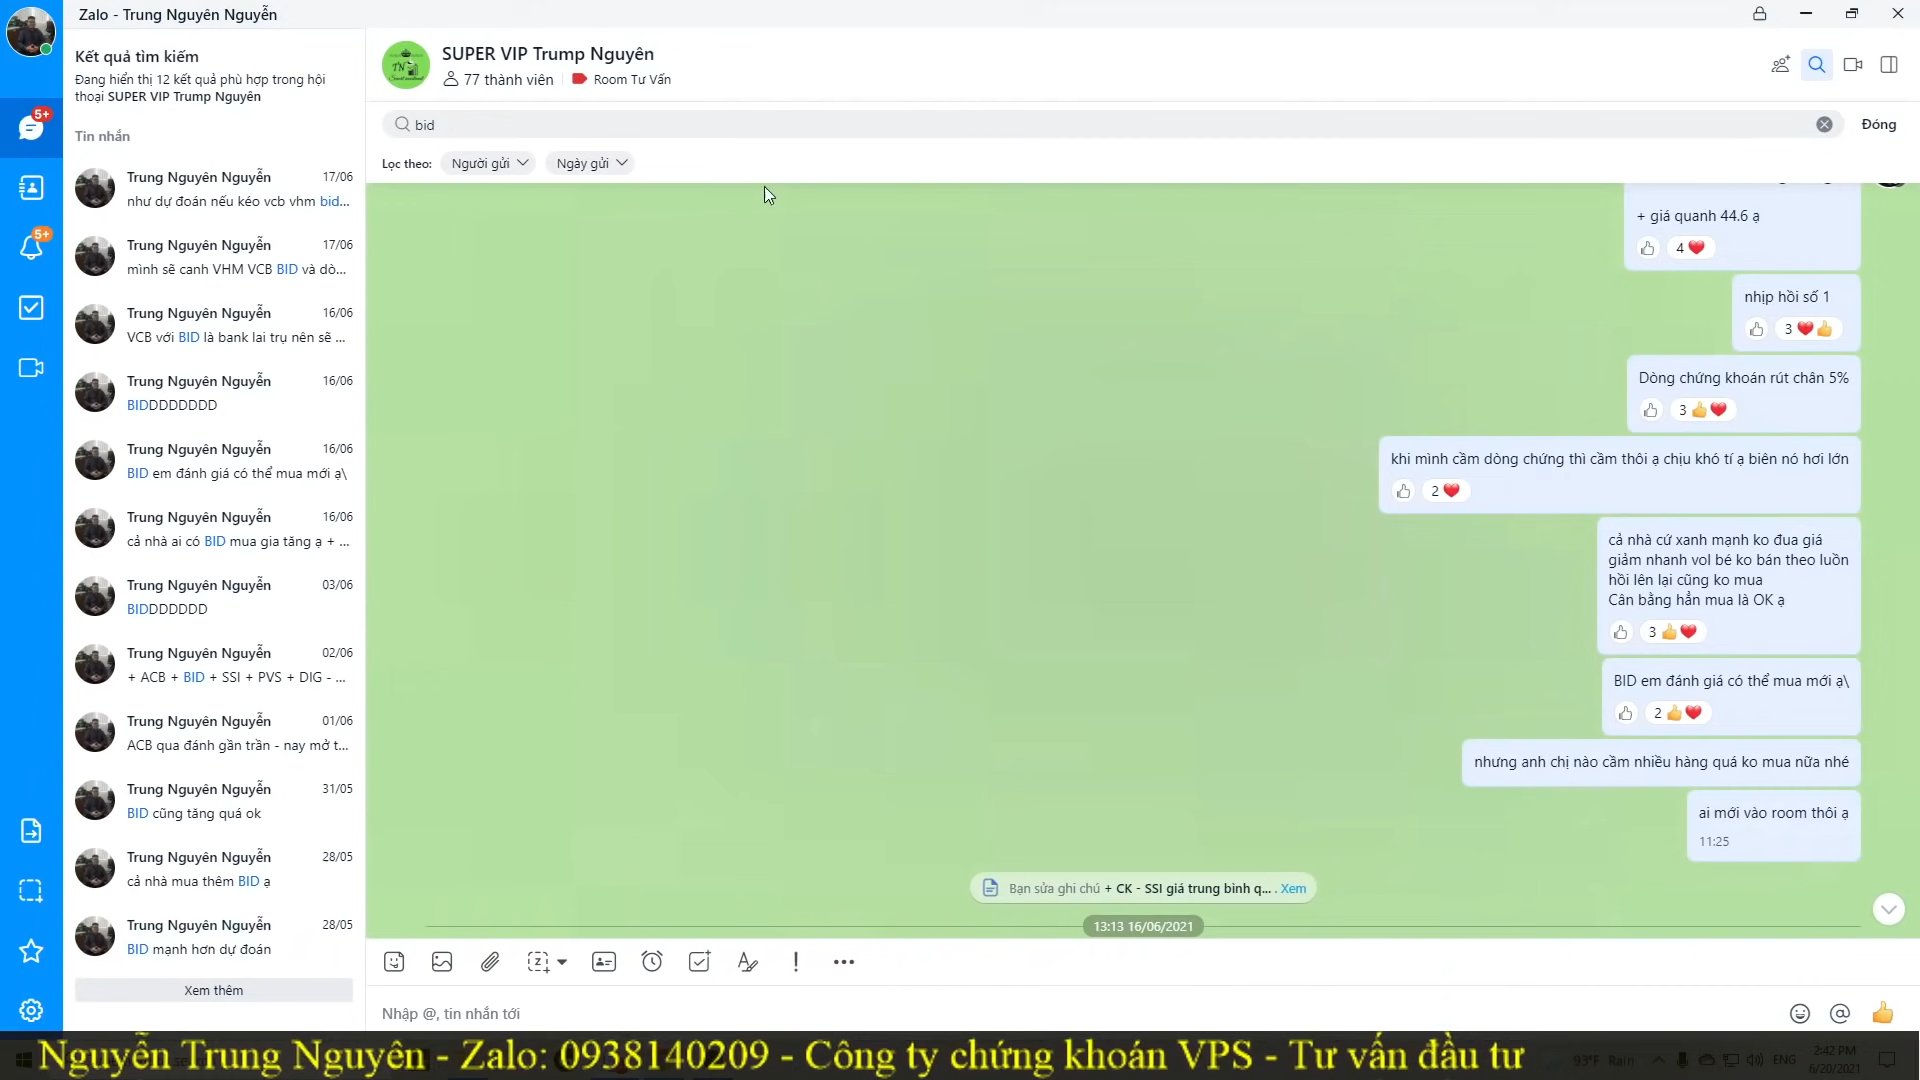 Zalo - Trung Nguyên Nguyễn
Kết quả tìm kiếm
Đang hiển thị 12 kết quả phù hợp trong hội
thoại SUPER VIP Trump Nguyên
Tin nhắn
5+
5+
Trung Nguyên Nguyễn 17/06
như dự đoán nếu kéo vcb vhm bid...
Trung Nguyên Nguyễn 17/06
mình sẽ canh VHM VCB BID và dò...
Trung Nguyên Nguyễn 16/06
VCB với BID là bank lai trụ nên sẽ ...
Trung Nguyên Nguyễn 16/06
BIDDDDDDDD
Trung Nguyên Nguyễn 16/06
BID em đánh giá có thể mua mới ạ\
Trung Nguyên Nguyễn 16/06
cả nhà ai có BID mua gia tăng ạ + ...
Trung Nguyên Nguyễn 03/06
BIDDDDDDD
Trung Nguyên Nguyễn 02/06
+ ACB + BID + SSI + PVS + DIG - ...
Trung Nguyên Nguyễn 01/06
ACB qua đánh gần trần - nay mở t...
Trung Nguyên Nguyễn 31/05
BID cũng tăng quá ok
Trung Nguyên Nguyễn 28/05
cả nhà mua thêm BID ạ
Trung Nguyên Nguyễn 28/05
BID mạnh hơn dự đoán
Xem thêm
SUPER VIP Trump Nguyên
77 thành viên
Room Tư Vấn
TN
bid
Đóng
Lọc theo: Người gửi Ngày gửi
+ giá quanh 44.6 ạ
4
nhịp hồi số 1
3
Dòng chứng khoán rút chân 5%
3
khi mình cầm dòng chứng thì cầm thôi ạ chịu khó tí ạ biên nó hơi lớn
2
cả nhà cứ xanh mạnh ko đua giá
giảm nhanh vol bé ko bán theo luồn
hồi lên lại cũng ko mua
Cân bằng hẳn mua là OK ạ
3
BID em đánh giá có thể mua mới ạ\
2
nhưng anh chị nào cầm nhiều hàng quá ko mua nữa nhé
ai mới vào room thôi ạ
11:25
Bạn sửa ghi chú + CK - SSI giá trung bình q... . Xem
13:13 16/06/2021
Nhập @, tin nhắn tới
Nguyễn Trung Nguyên - Zalo: 0938140209 - Công ty chứng khoán VPS - Tư vấn đầu tư
93°F Rain
ENG
2:42 PM
6/20/2021